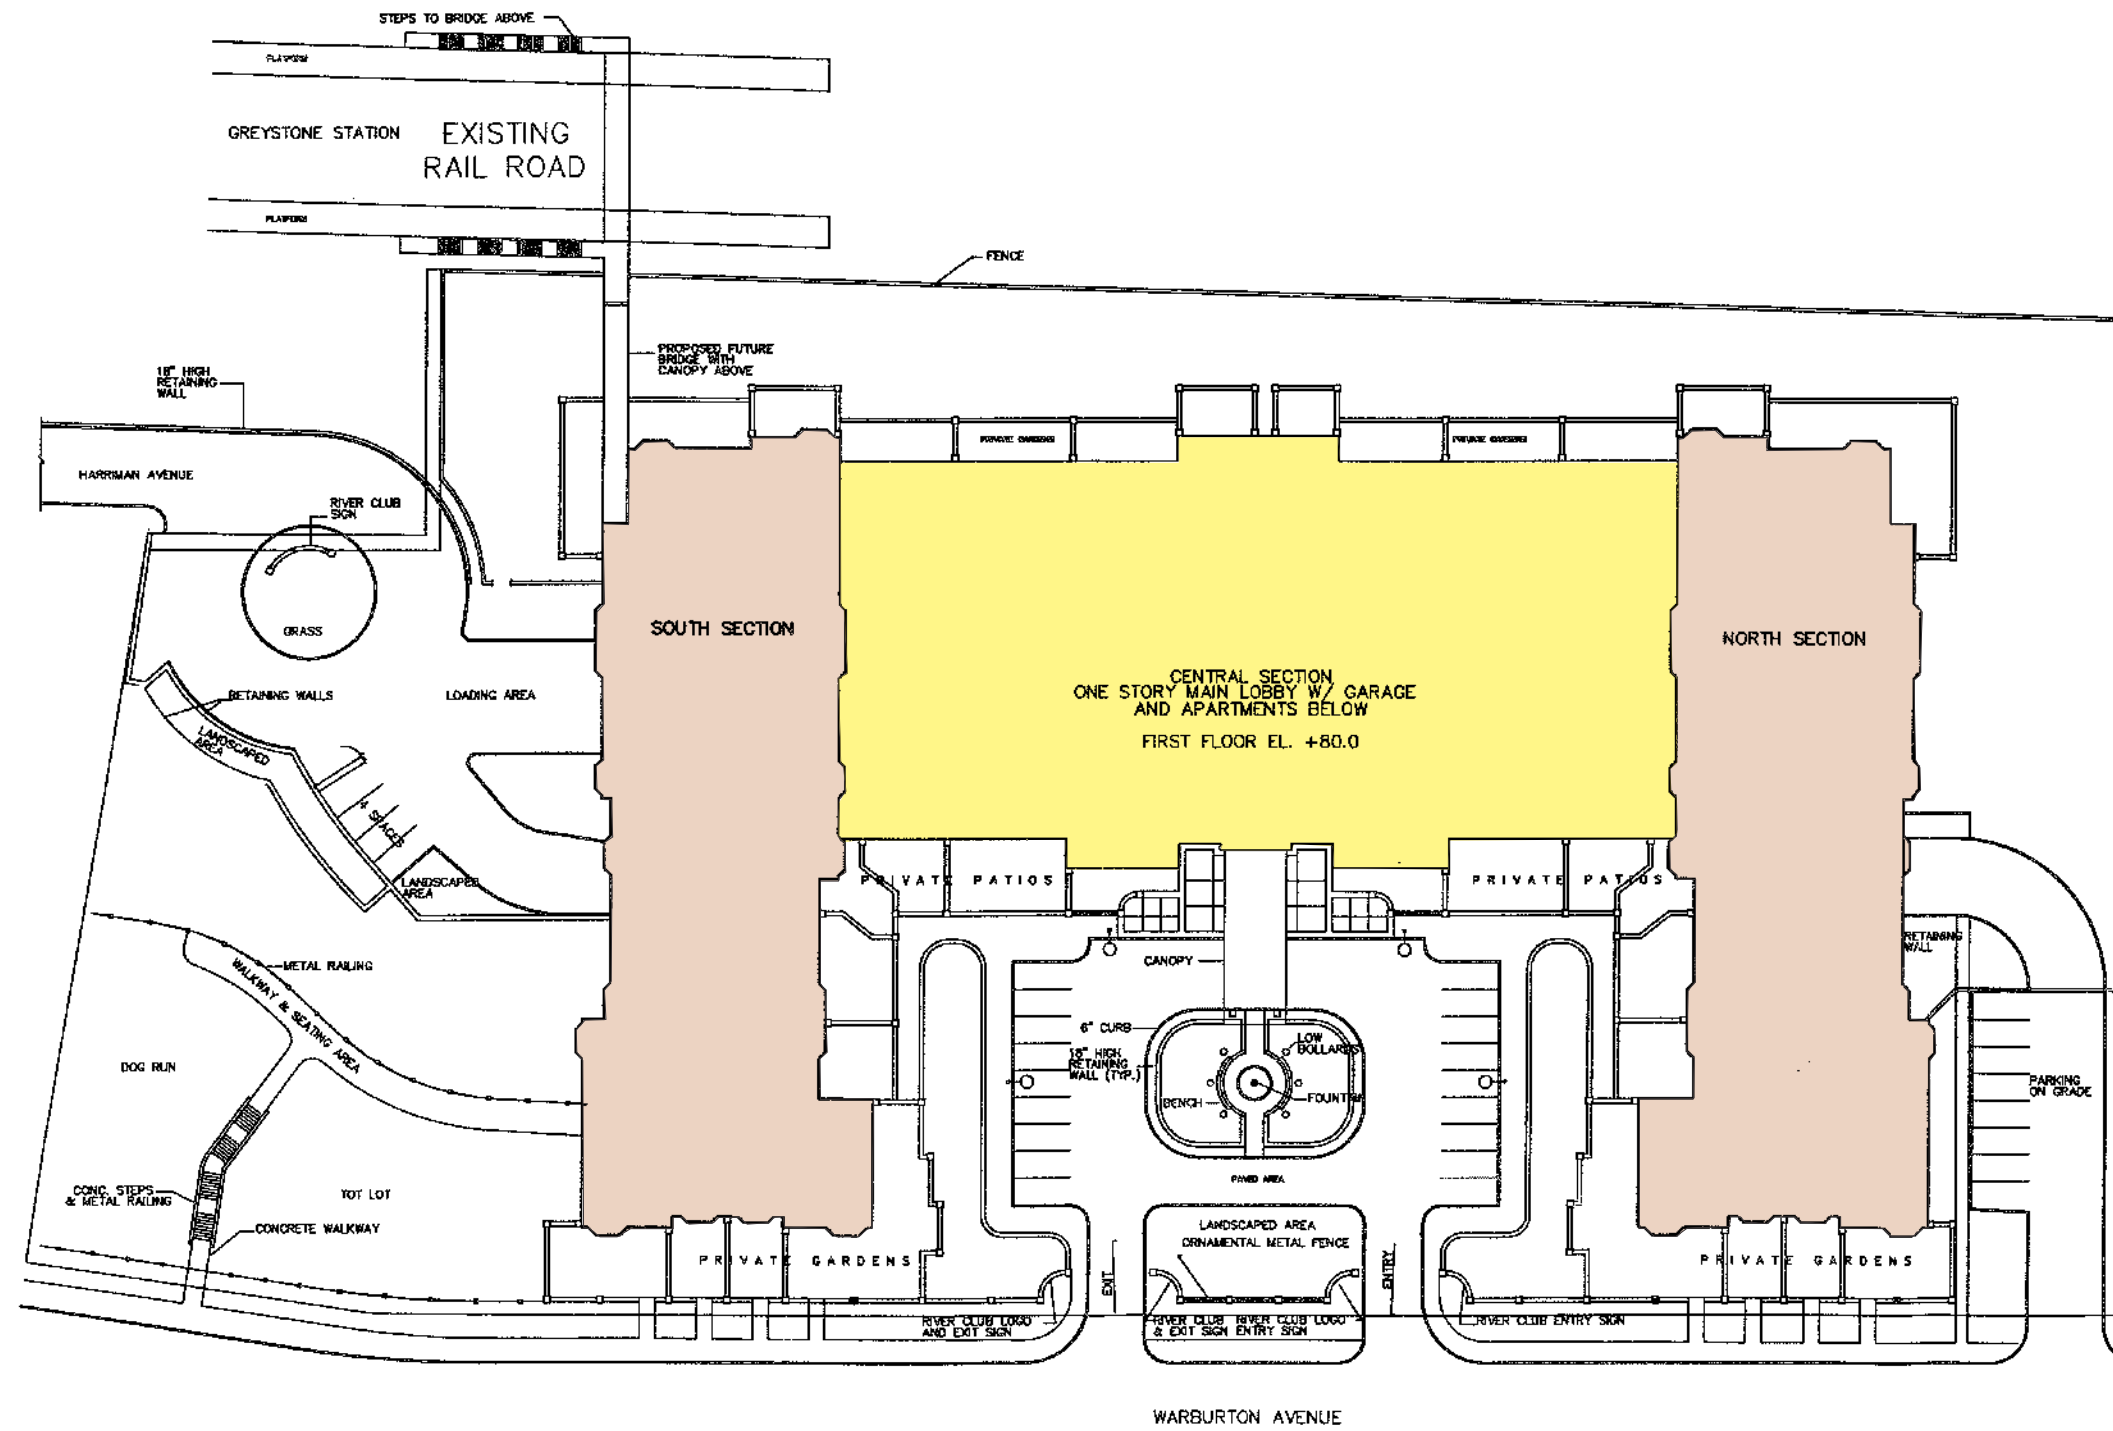 STEPS TO BRIDGE ABOVE
PLATFORM
GREYSTONE STATION
EXISTING
RAIL ROAD
PLATFORM
FENCE
PROPOSED FUTURE
BRIDGE WITH
CANOPY ABOVE
18" HIGH
RETAINING
WALL
PRIVATE GARDENS
PRIVATE GARDENS
HARRIMAN AVENUE
RIVER CLUB
SIGN
GRASS
SOUTH SECTION
NORTH SECTION
CENTRAL SECTION
ONE STORY MAIN LOBBY W/ GARAGE
AND APARTMENTS BELOW
FIRST FLOOR EL. +80.0
RETAINING WALLS
LOADING AREA
LANDSCAPED
AREA
4 SPACES
LANDSCAPED
AREA
PRIVATE PATIOS
PRIVATE PATIOS
RETAINING
WALL
METAL RAILING
WALKWAY & SEATING AREA
CANOPY
6" CURB
18" HIGH
RETAINING
WALL (TYP.)
LOW
BOLLARDS
BENCH
FOUNTAIN
DOG RUN
PARKING
ON GRADE
PAVED AREA
CONC. STEPS
& METAL RAILING
TOT LOT
CONCRETE WALKWAY
LANDSCAPED AREA
ORNAMENTAL METAL FENCE
PRIVATE GARDENS
PRIVATE GARDENS
EXIT
ENTRY
RIVER CLUB LOGO
AND EXIT SIGN
RIVER CLUB
& EXIT SIGN
RIVER CLUB LOGO
ENTRY SIGN
RIVER CLUB ENTRY SIGN
WARBURTON AVENUE